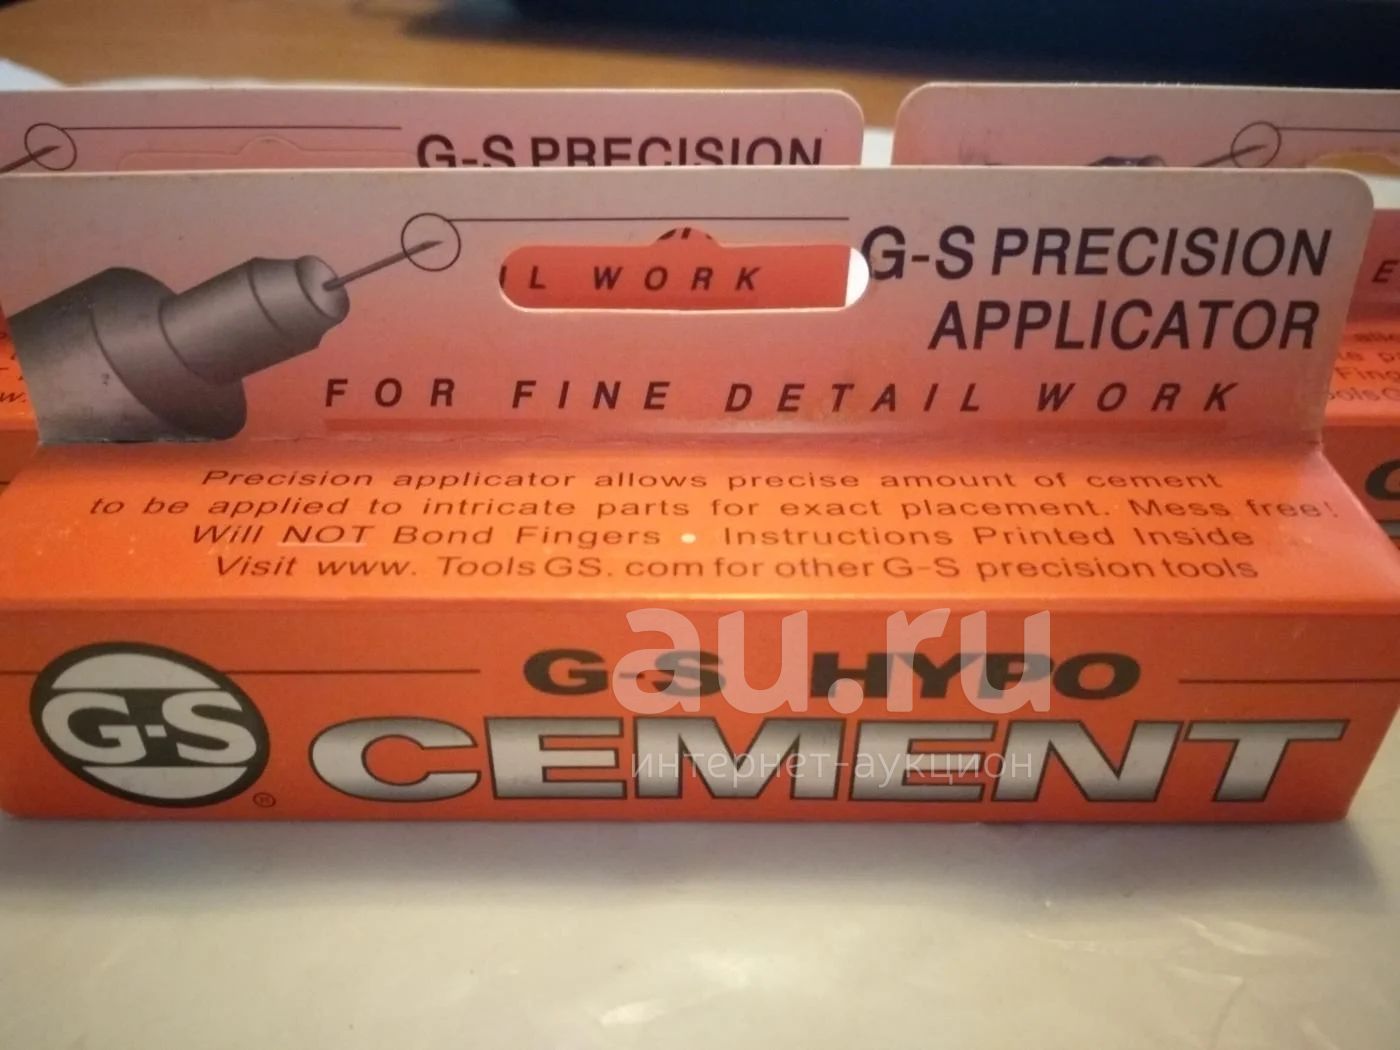 G-S PRECISION
G-S PRECISION
APPLICATOR
IL WORK
FOR FINE DETAIL WORK
Precision applicator allows precise amount of cement
to be applied to intricate parts for exact placement. Mess free!
Will NOT Bond Fingers • Instructions Printed Inside
Visit www. ToolsGS. com for other G-S precision tools
au.ru
G-S HYPO
G-S
®
CEMENT
интернет-аукцион